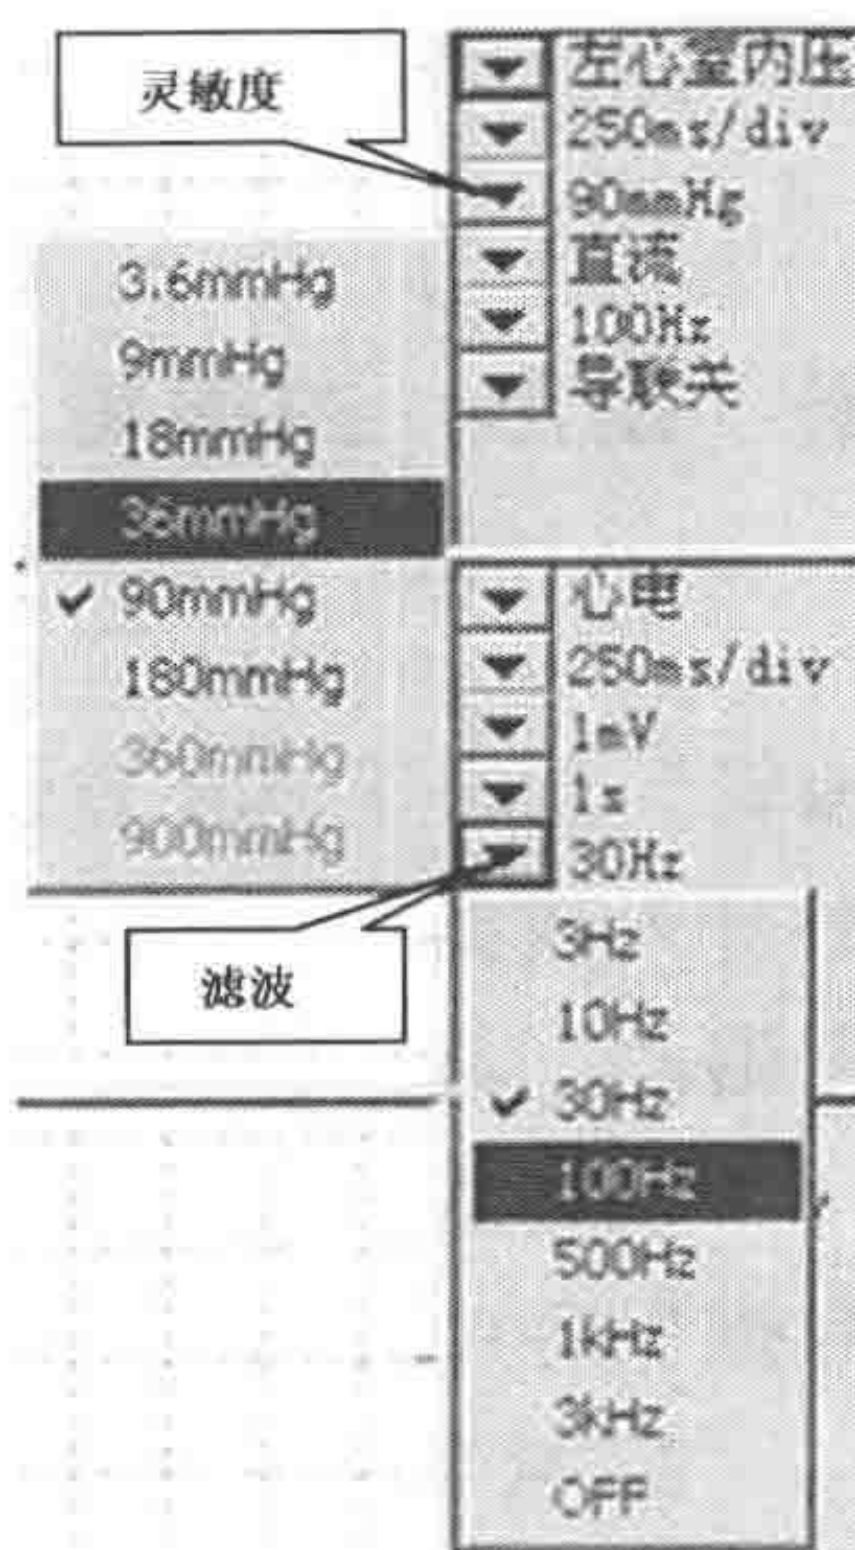 灵敏度
左心室内压
250ms/div
90mmHg
直流
100Hz
导联关
3.6mmHg
9mmHg
18mmHg
36mmHg
90mmHg
180mmHg
360mmHg
900mmHg
心电
250ms/div
1mV
1s
30Hz
滤波
3Hz
10Hz
30Hz
100Hz
500Hz
1kHz
3kHz
OFF